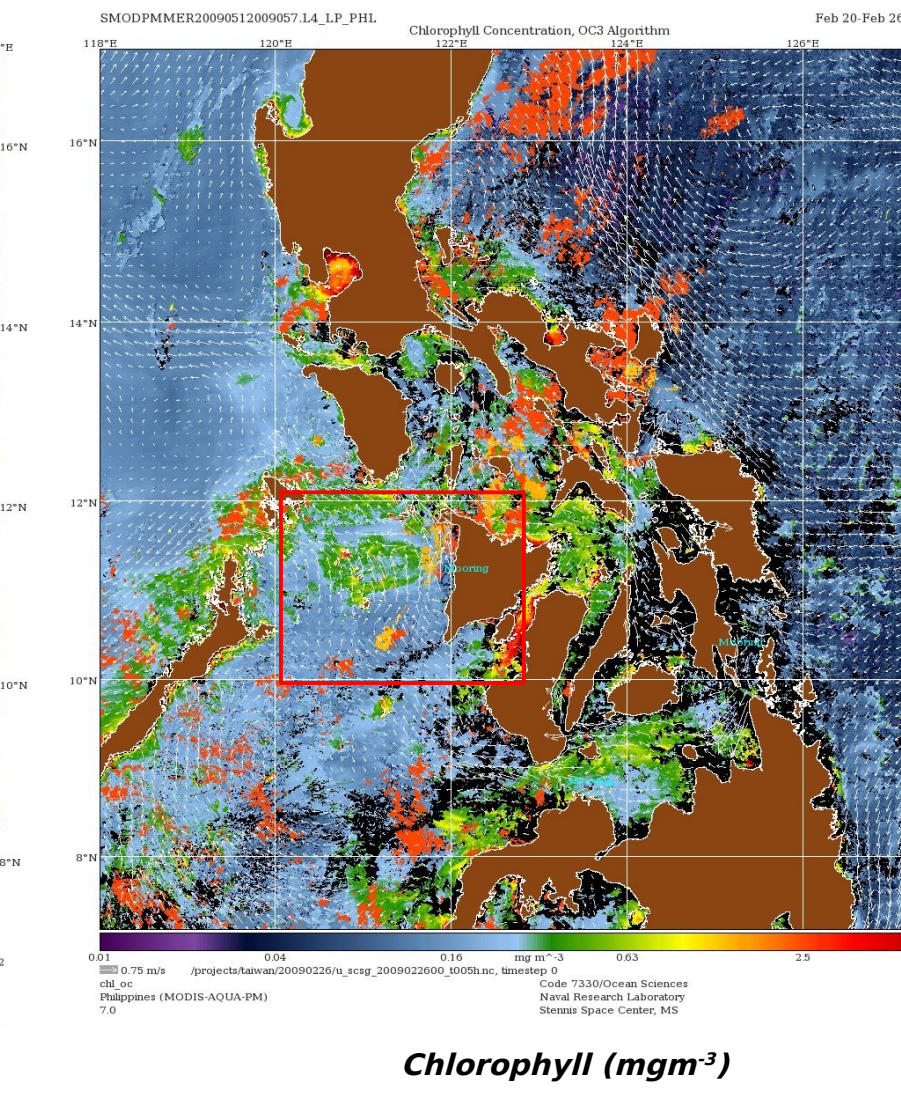 SMODPMMER20090512009057.L4_LP_PHL
Feb 20-Feb 26
Chlorophyll Concentration, OC3 Algorithm
°E
118°E 120°E 122°E 124°E 126°E
16°N
16°N
14°N
14°N
12°N
12°N
Mooring
10°N
10°N
8°N
8°N
2
0.01 0.04 0.16 mg m^-3 0.63 2.5
0.75 m/s /projects/taiwan/20090226/u_scsg_2009022600_t005h.nc, timestep 0
chl_oc
Philippines (MODIS-AQUA-PM)
7.0
Code 7330/Ocean Sciences
Naval Research Laboratory
Stennis Space Center, MS
Chlorophyll (mgm-3)